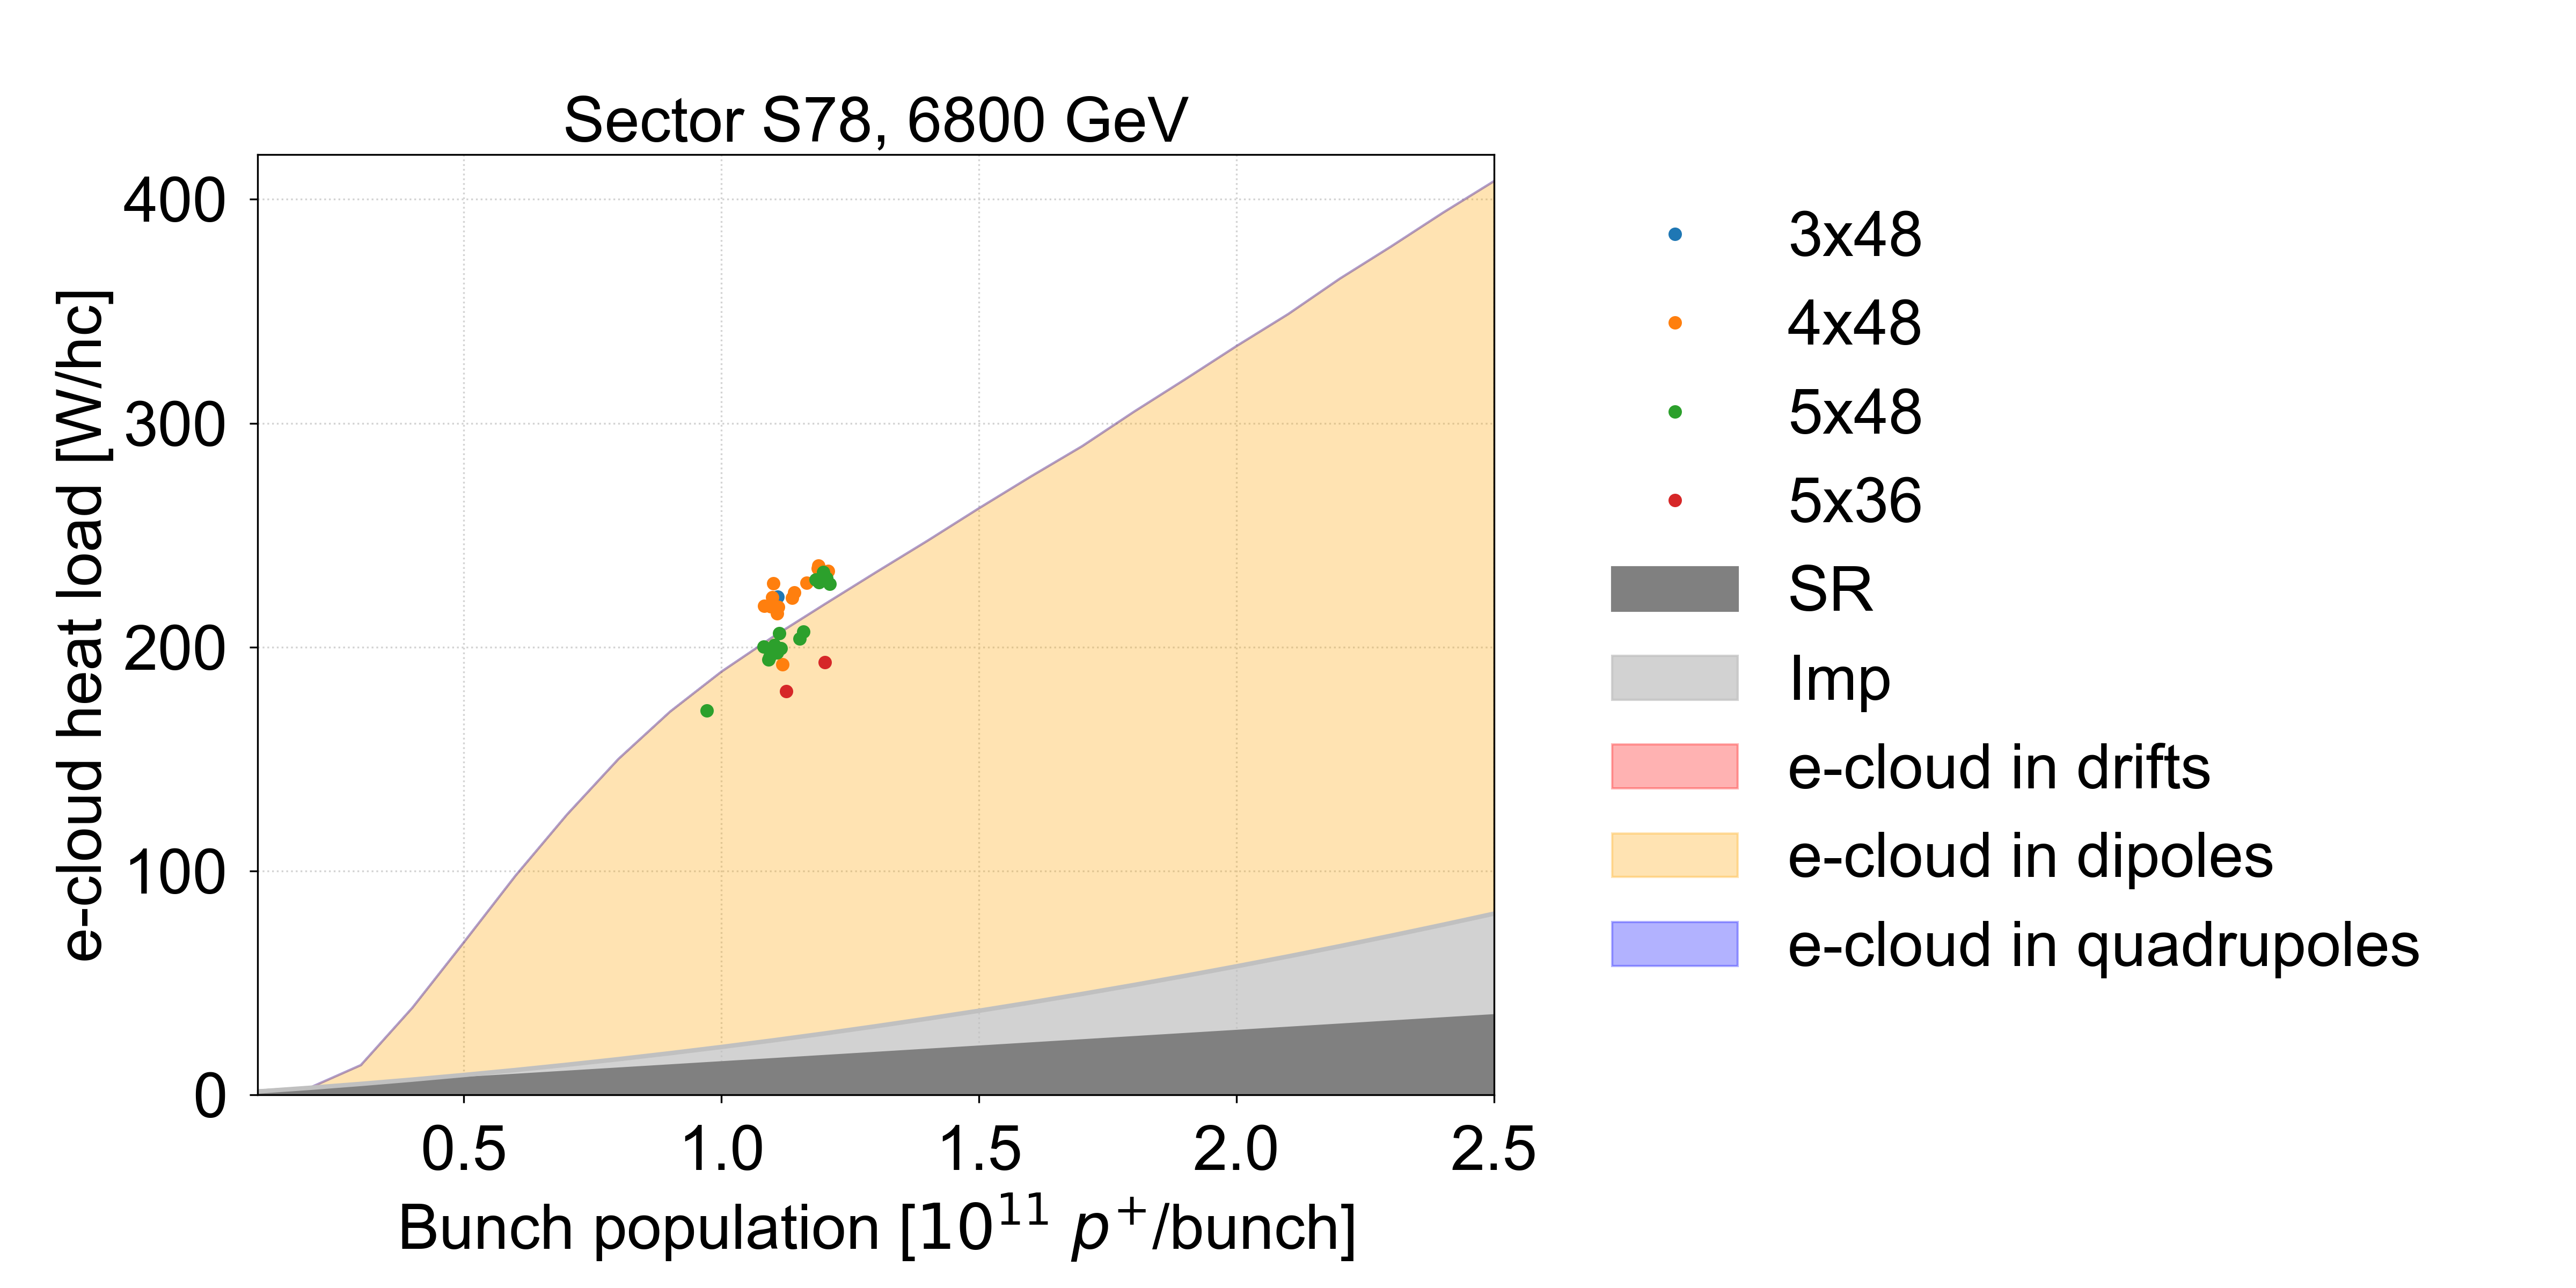 Sector S78, 6800 GeV
e-cloud heat load [W/hc]
400
300
200
100
0
0.5 1.0 1.5 2.0 2.5
Bunch population [10¹¹ p⁺/bunch]
3x48
4x48
5x48
5x36
SR
Imp
e-cloud in drifts
e-cloud in dipoles
e-cloud in quadrupoles